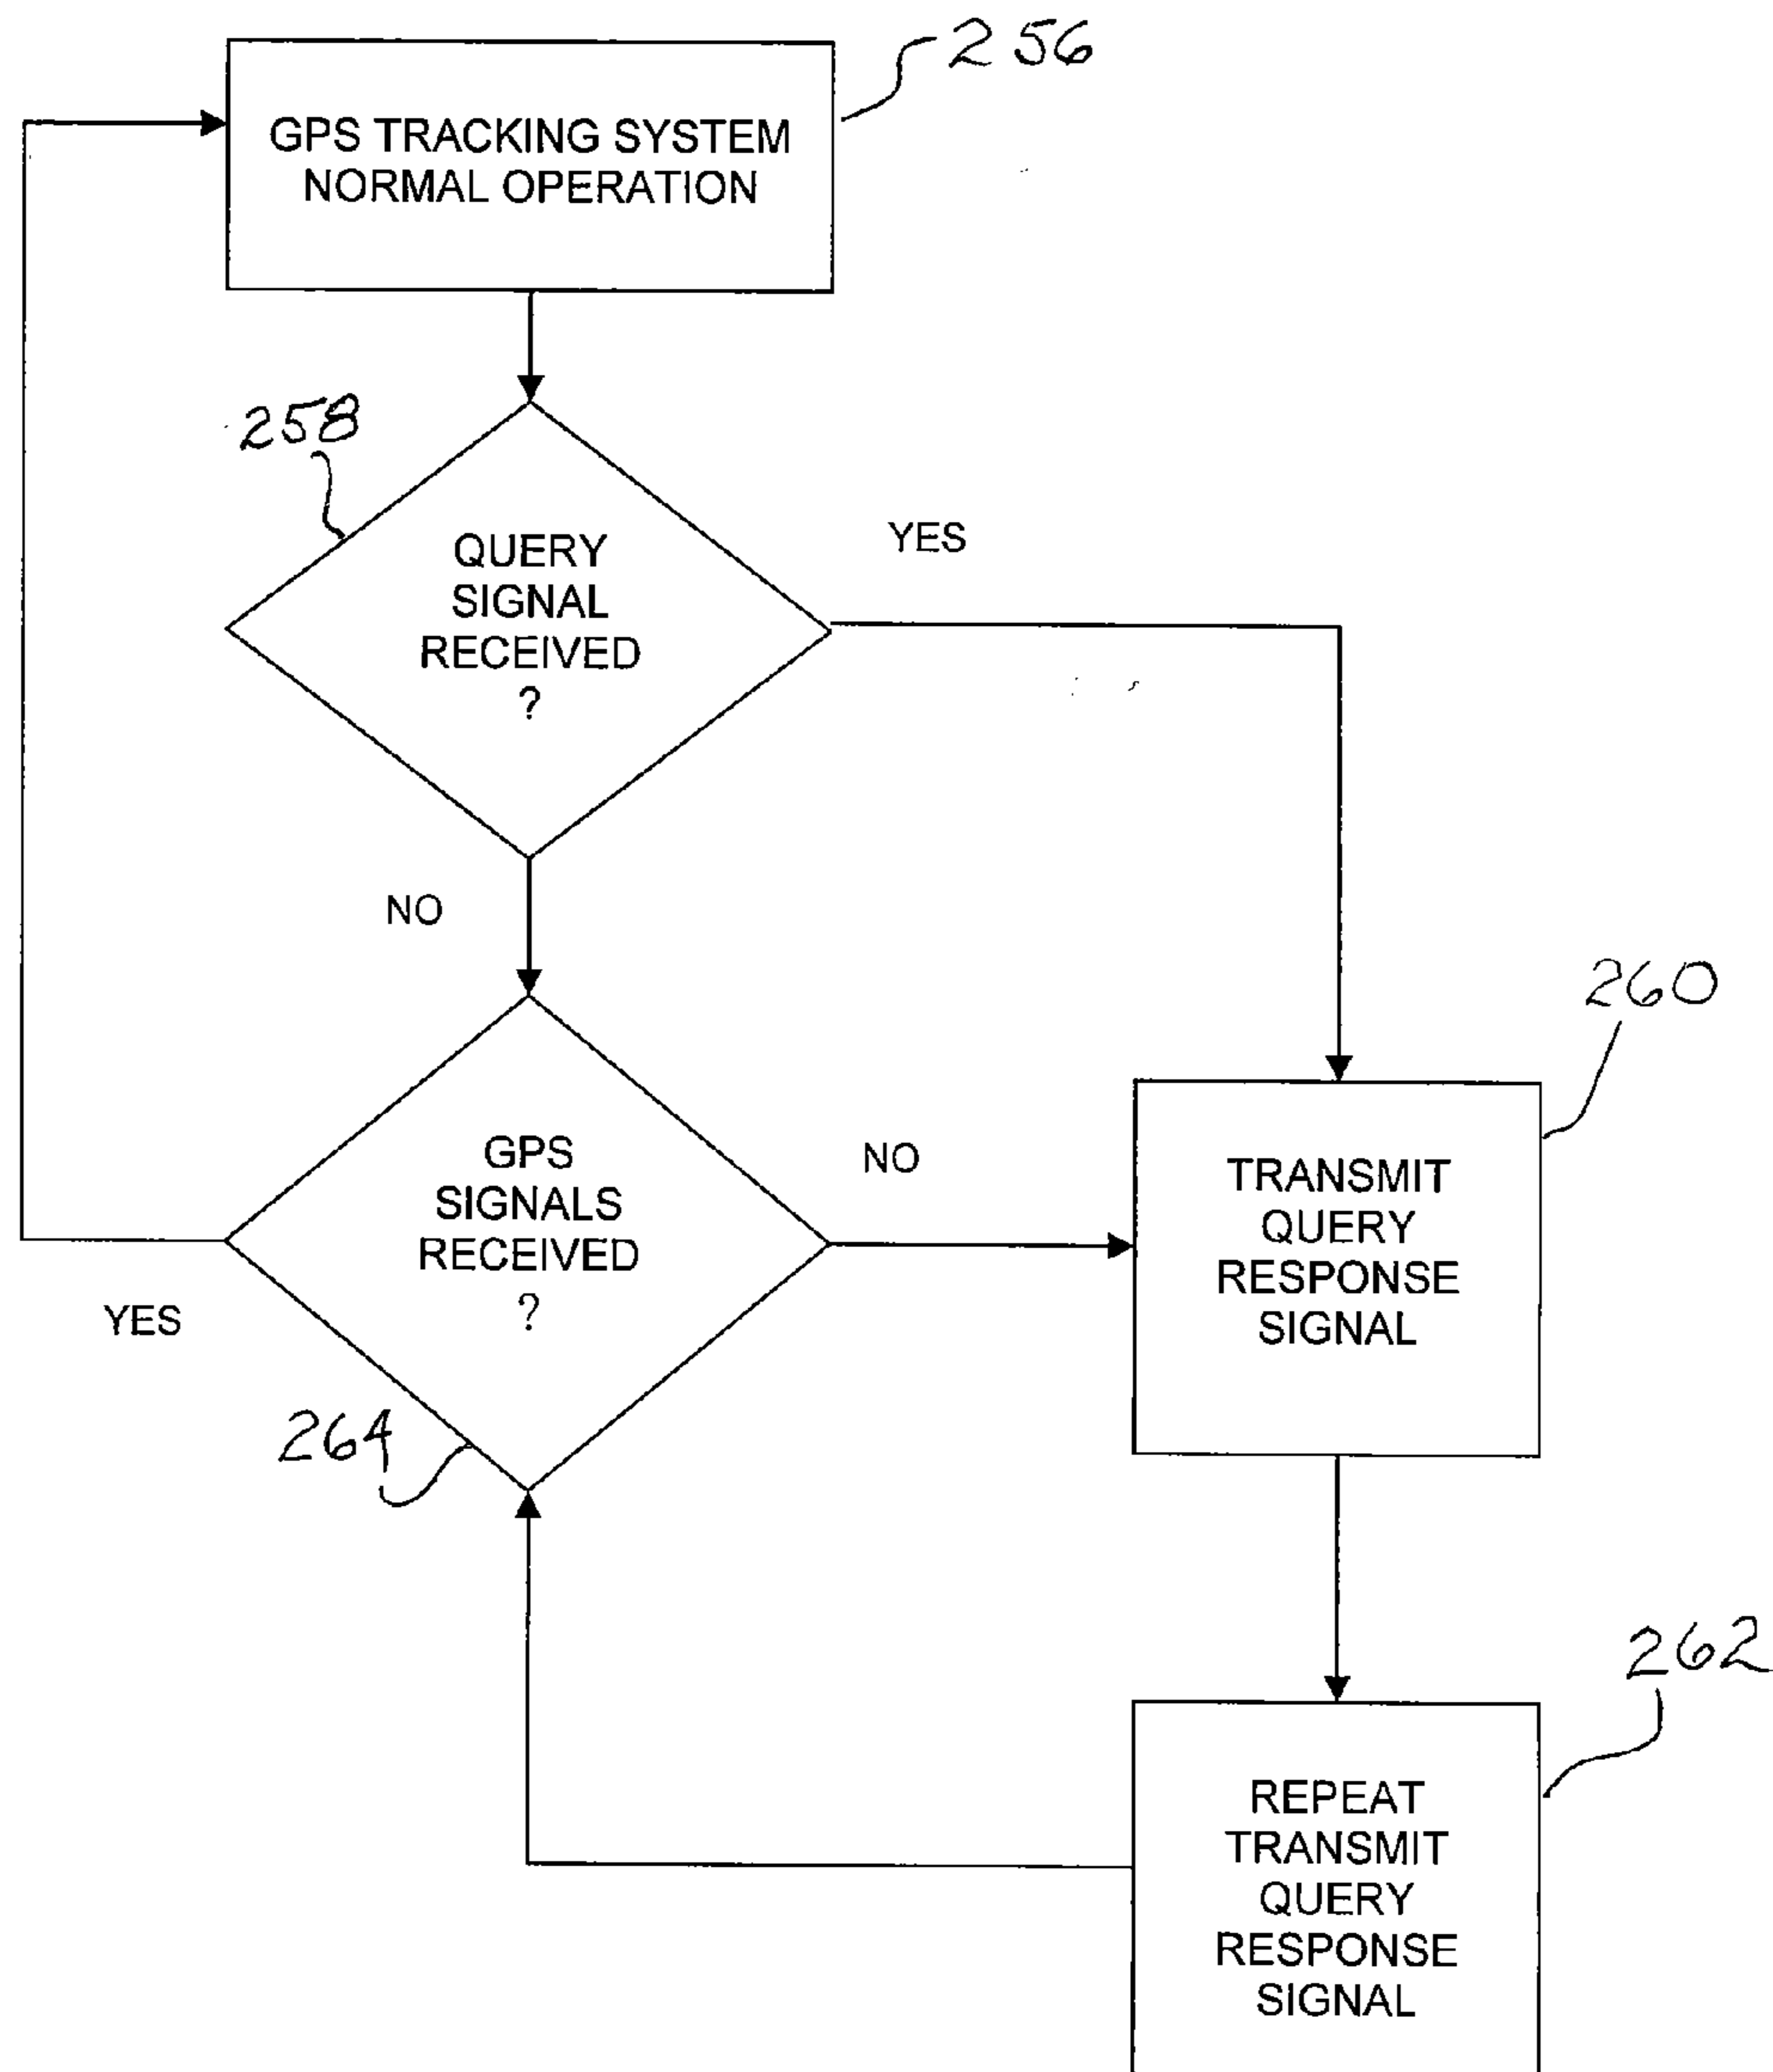 256
GPS TRACKING SYSTEM
NORMAL OPERATION
258
QUERY
SIGNAL
RECEIVED
?
YES
NO
260
GPS
SIGNALS
RECEIVED
?
NO
YES
TRANSMIT
QUERY
RESPONSE
SIGNAL
264
262
REPEAT
TRANSMIT
QUERY
RESPONSE
SIGNAL